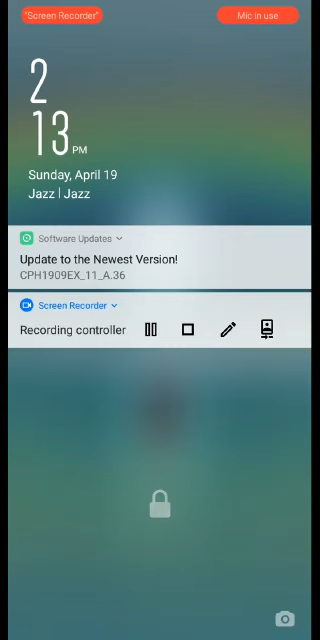 "Screen Recorder"
Mic in use
2
13 PM
Sunday, April 19
Jazz | Jazz
Software Updates
Update to the Newest Version!
CPH1909EX_11_A.36
Screen Recorder
Recording controller